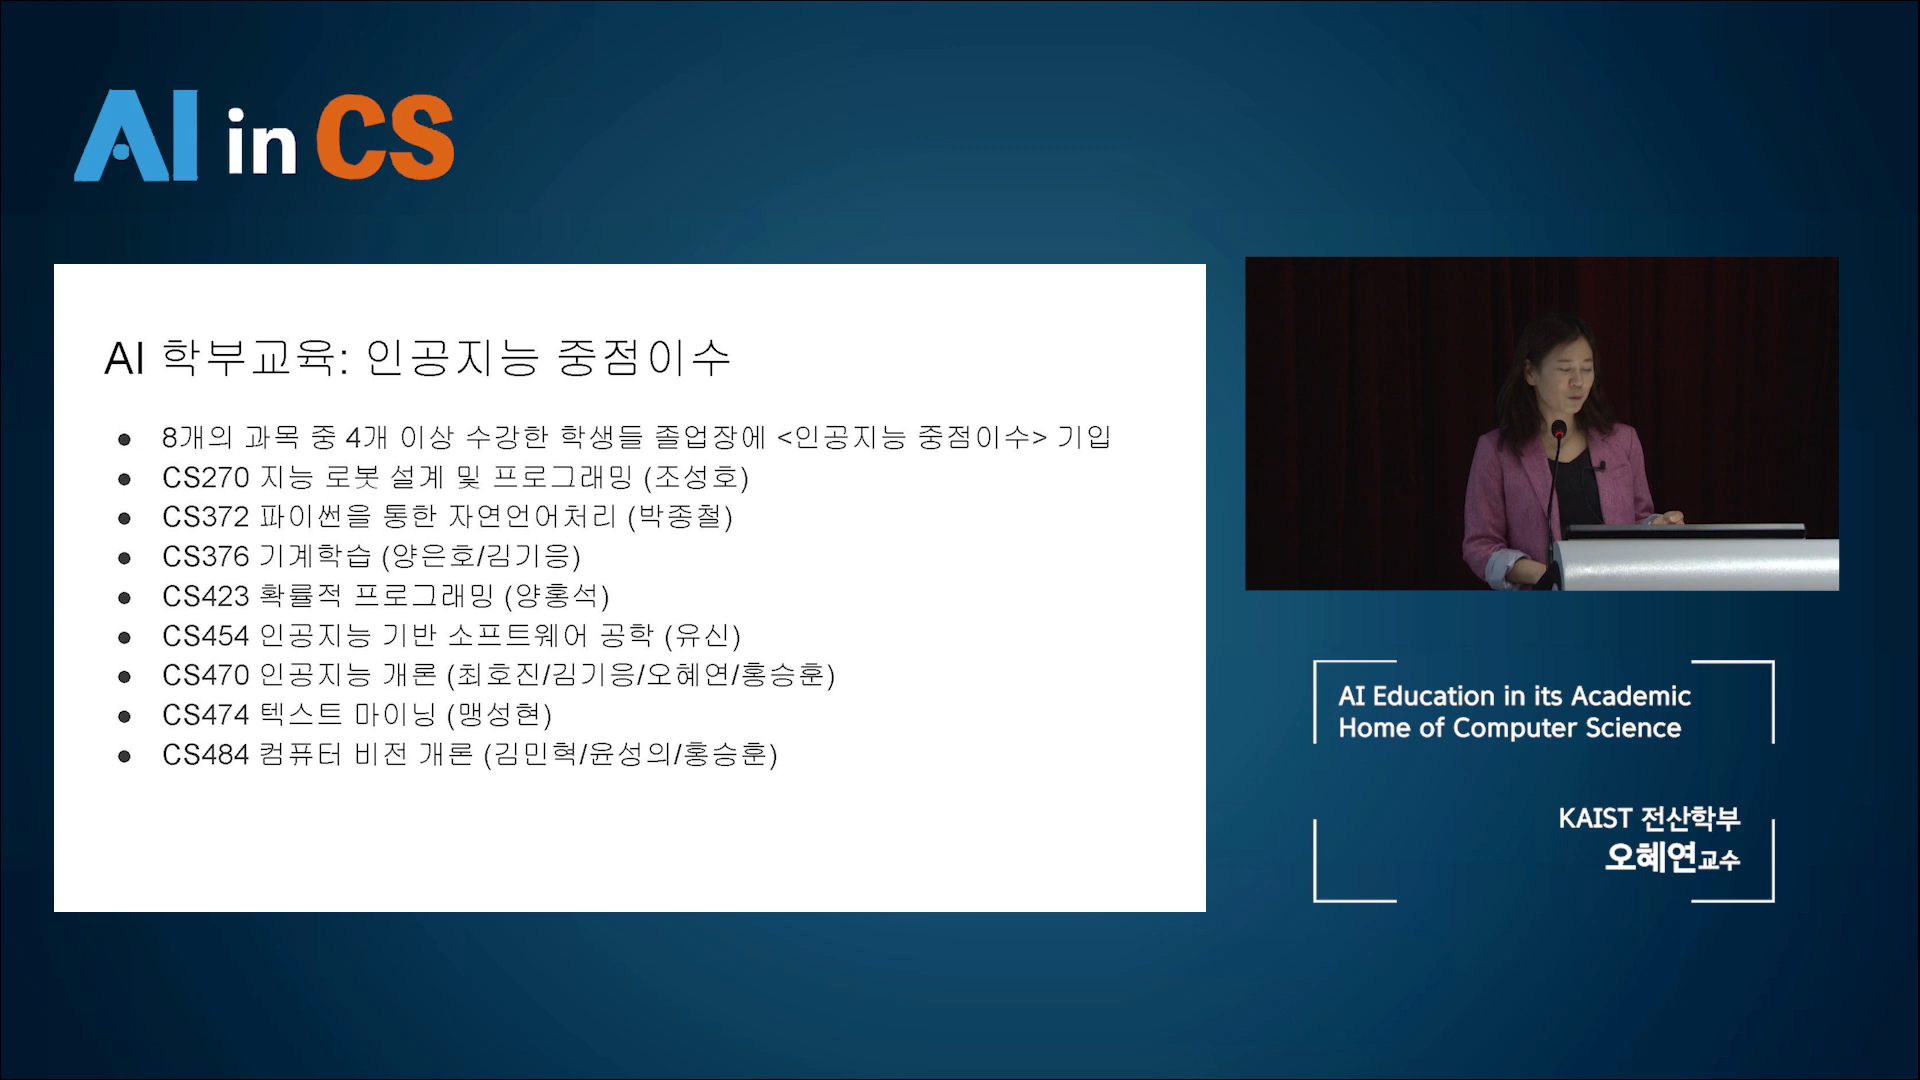 AI in CS
AI 학부교육: 인공지능 중점이수
● 8개의 과목 중 4개 이상 수강한 학생들 졸업장에 <인공지능 중점이수> 기입
● CS270 지능 로봇 설계 및 프로그래밍 (조성호)
● CS372 파이썬을 통한 자연언어처리 (박종철)
● CS376 기계학습 (양은호/김기응)
● CS423 확률적 프로그래밍 (양홍석)
● CS454 인공지능 기반 소프트웨어 공학 (유신)
● CS470 인공지능 개론 (최호진/김기응/오혜연/홍승훈)
● CS474 텍스트 마이닝 (맹성현)
● CS484 컴퓨터 비전 개론 (김민혁/윤성의/홍승훈)
AI Education in its Academic
Home of Computer Science
KAIST 전산학부
오혜연교수